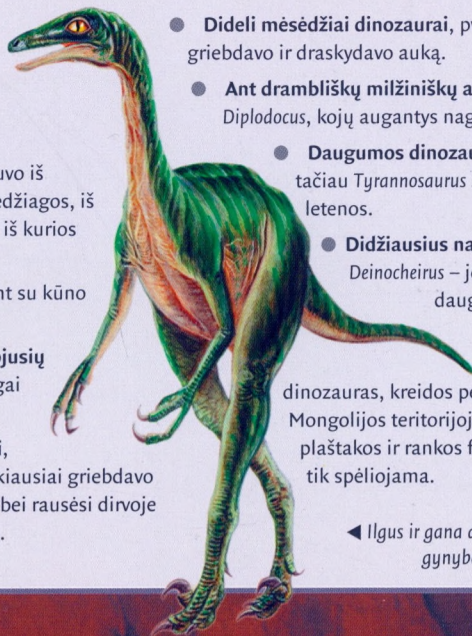 uvo iš
edžiagos, iš
iš kurios
nt su kūno
ojusių
gai
i,
kiausiai griebdavo
bei rausėsi dirvoje
.
● Dideli mėsėdžiai dinozaurai, pv
griebdavo ir draskydavo auką.
● Ant drambliškų milžiniškų a
Diplodocus, kojų augantys nag
● Daugumos dinozau
tačiau Tyrannosaurus
letenos.
● Didžiausius na
Deinocheirus – j
daug
dinozauras, kreidos pe
Mongolijos teritorijoj
plaštakos ir rankos f
tik spėliojama.
◄ Ilgus ir gana d
gynyb